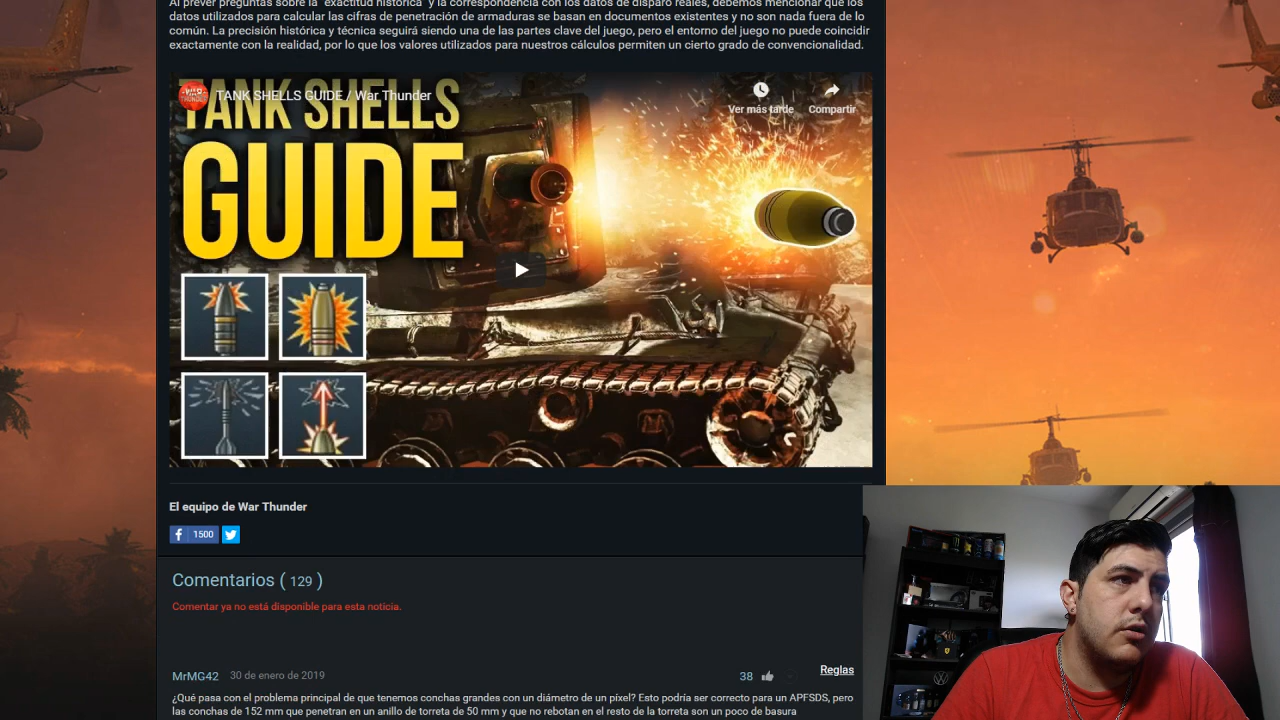 Al prever preguntas sobre la "exactitud histórica" y la correspondencia con los datos de disparo reales, debemos mencionar que los
datos utilizados para calcular las cifras de penetración de armaduras se basan en documentos existentes y no son nada fuera de lo
común. La precisión histórica y técnica seguirá siendo una de las partes clave del juego, pero el entorno del juego no puede coincidir
exactamente con la realidad, por lo que los valores utilizados para nuestros cálculos permiten un cierto grado de convencionalidad.
TANK SHELLS
TANK SHELLS GUIDE / War Thunder
Ver más tarde
Compartir
GUIDE
El equipo de War Thunder
1500
Comentarios ( 129 )
Comentar ya no está disponible para esta noticia.
Reglas
MrMG42 30 de enero de 2019 38
¿Qué pasa con el problema principal de que tenemos conchas grandes con un diámetro de un píxel? Esto podría ser correcto para un APFSDS, pero
las conchas de 152 mm que penetran en un anillo de torreta de 50 mm y que no rebotan en el resto de la torreta son un poco de basura